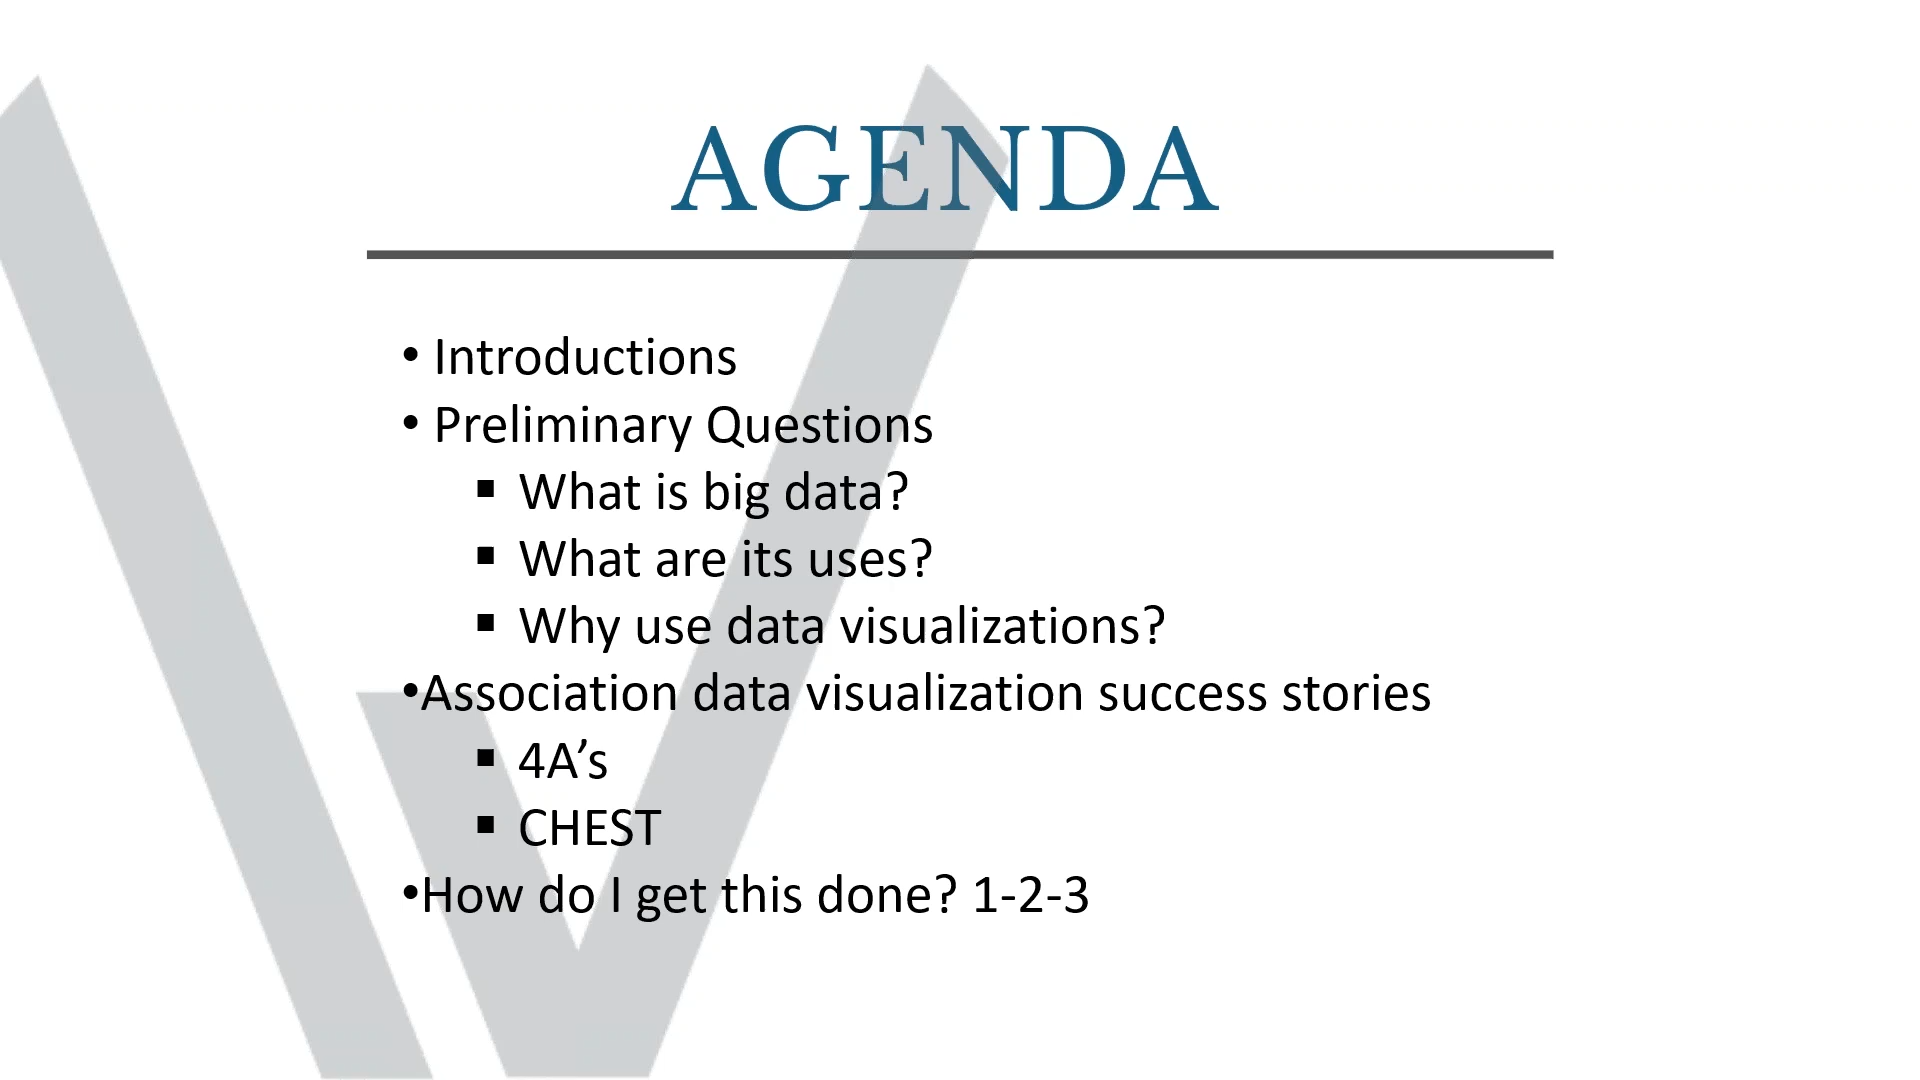 AGENDA
• Introductions
• Preliminary Questions
▪ What is big data?
▪ What are its uses?
▪ Why use data visualizations?
•Association data visualization success stories
▪ 4A’s
▪ CHEST
•How do I get this done? 1-2-3